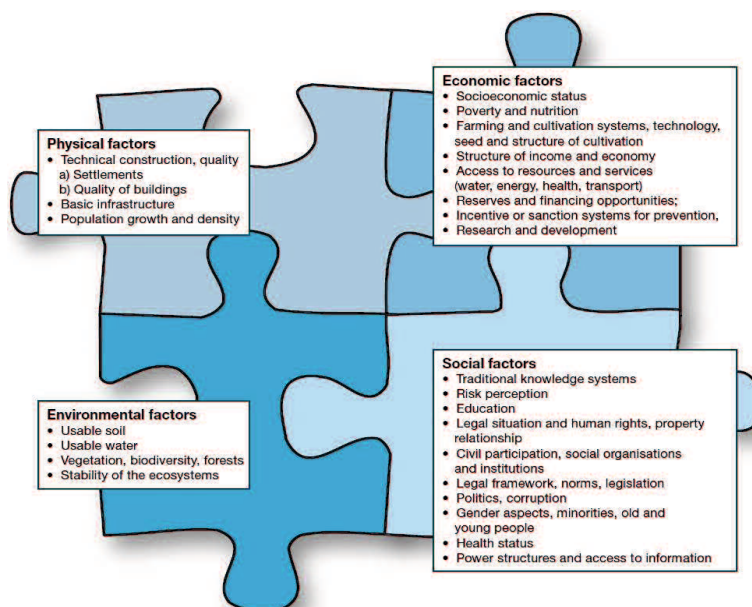 Physical factors
• Technical construction, quality
a) Settlements
b) Quality of buildings
• Basic infrastructure
• Population growth and density
Economic factors
• Socioeconomic status
• Poverty and nutrition
• Farming and cultivation systems, technology,
seed and structure of cultivation
• Structure of income and economy
• Access to resources and services
(water, energy, health, transport)
• Reserves and financing opportunities;
• Incentive or sanction systems for prevention,
• Research and development
Environmental factors
• Usable soil
• Usable water
• Vegetation, biodiversity, forests
• Stability of the ecosystems
Social factors
• Traditional knowledge systems
• Risk perception
• Education
• Legal situation and human rights, property
relationship
• Civil participation, social organisations
and institutions
• Legal framework, norms, legislation
• Politics, corruption
• Gender aspects, minorities, old and
young people
• Health status
• Power structures and access to information